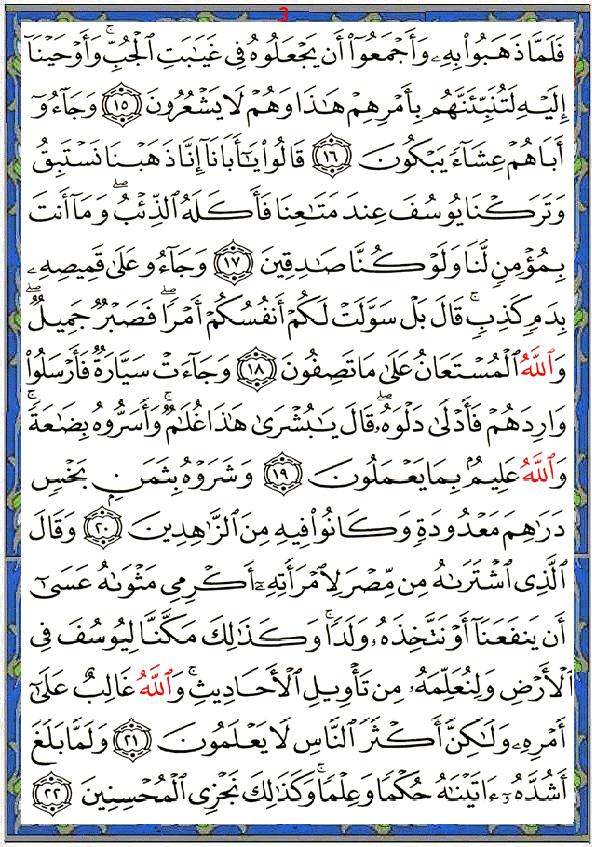 3
فَلَمَّا ذَهَبُوا۟ بِهِۦ وَأَجْمَعُوٓا۟ أَن يَجْعَلُوهُ فِى غَيَـٰبَتِ ٱلْجُبِّ ۚ وَأَوْحَيْنَآ
إِلَيْهِ لَتُنَبِّئَنَّهُم بِأَمْرِهِمْ هَـٰذَا وَهُمْ لَا يَشْعُرُونَ ١٥ وَجَآءُوٓ
أَبَاهُمْ عِشَآءً يَبْكُونَ ١٦ قَالُوا۟ يَـٰٓأَبَانَآ إِنَّا ذَهَبْنَا نَسْتَبِقُ
وَتَرَكْنَا يُوسُفَ عِندَ مَتَـٰعِنَا فَأَكَلَهُ ٱلذِّئْبُ ۖ وَمَآ أَنتَ
بِمُؤْمِنٍ لَّنَا وَلَوْ كُنَّا صَـٰدِقِينَ ١٧ وَجَآءُو عَلَىٰ قَمِيصِهِۦ
بِدَمٍ كَذِبٍ ۚ قَالَ بَلْ سَوَّلَتْ لَكُمْ أَنفُسُكُمْ أَمْرًا ۖ فَصَبْرٌ جَمِيلٌ ۖ
وَٱللَّهُ ٱلْمُسْتَعَانُ عَلَىٰ مَا تَصِفُونَ ١٨ وَجَآءَتْ سَيَّارَةٌ فَأَرْسَلُوا۟
وَارِدَهُمْ فَأَدْلَىٰ دَلْوَهُۥ ۖ قَالَ يَـٰبُشْرَىٰ هَـٰذَا غُلَـٰمٌ ۚ وَأَسَرُّوهُ بِضَـٰعَةً ۚ
وَٱللَّهُ عَلِيمٌۢ بِمَا يَعْمَلُونَ ١٩ وَشَرَوْهُ بِثَمَنٍۭ بَخْسٍ
دَرَٰهِمَ مَعْدُودَةٍ وَكَانُوا۟ فِيهِ مِنَ ٱلزَّٰهِدِينَ ٢٠ وَقَالَ
ٱلَّذِى ٱشْتَرَىٰهُ مِن مِّصْرَ لِٱمْرَأَتِهِۦٓ أَكْرِمِى مَثْوَىٰهُ عَسَىٰٓ
أَن يَنفَعَنَآ أَوْ نَتَّخِذَهُۥ وَلَدًا ۚ وَكَذَٰلِكَ مَكَّنَّا لِيُوسُفَ فِى
ٱلْأَرْضِ وَلِنُعَلِّمَهُۥ مِن تَأْوِيلِ ٱلْأَحَادِيثِ ۚ وَٱللَّهُ غَالِبٌ عَلَىٰٓ
أَمْرِهِۦ وَلَـٰكِنَّ أَكْثَرَ ٱلنَّاسِ لَا يَعْلَمُونَ ٢١ وَلَمَّا بَلَغَ
أَشُدَّهُۥٓ ءَاتَيْنَـٰهُ حُكْمًا وَعِلْمًا ۚ وَكَذَٰلِكَ نَجْزِى ٱلْمُحْسِنِينَ ٢٢